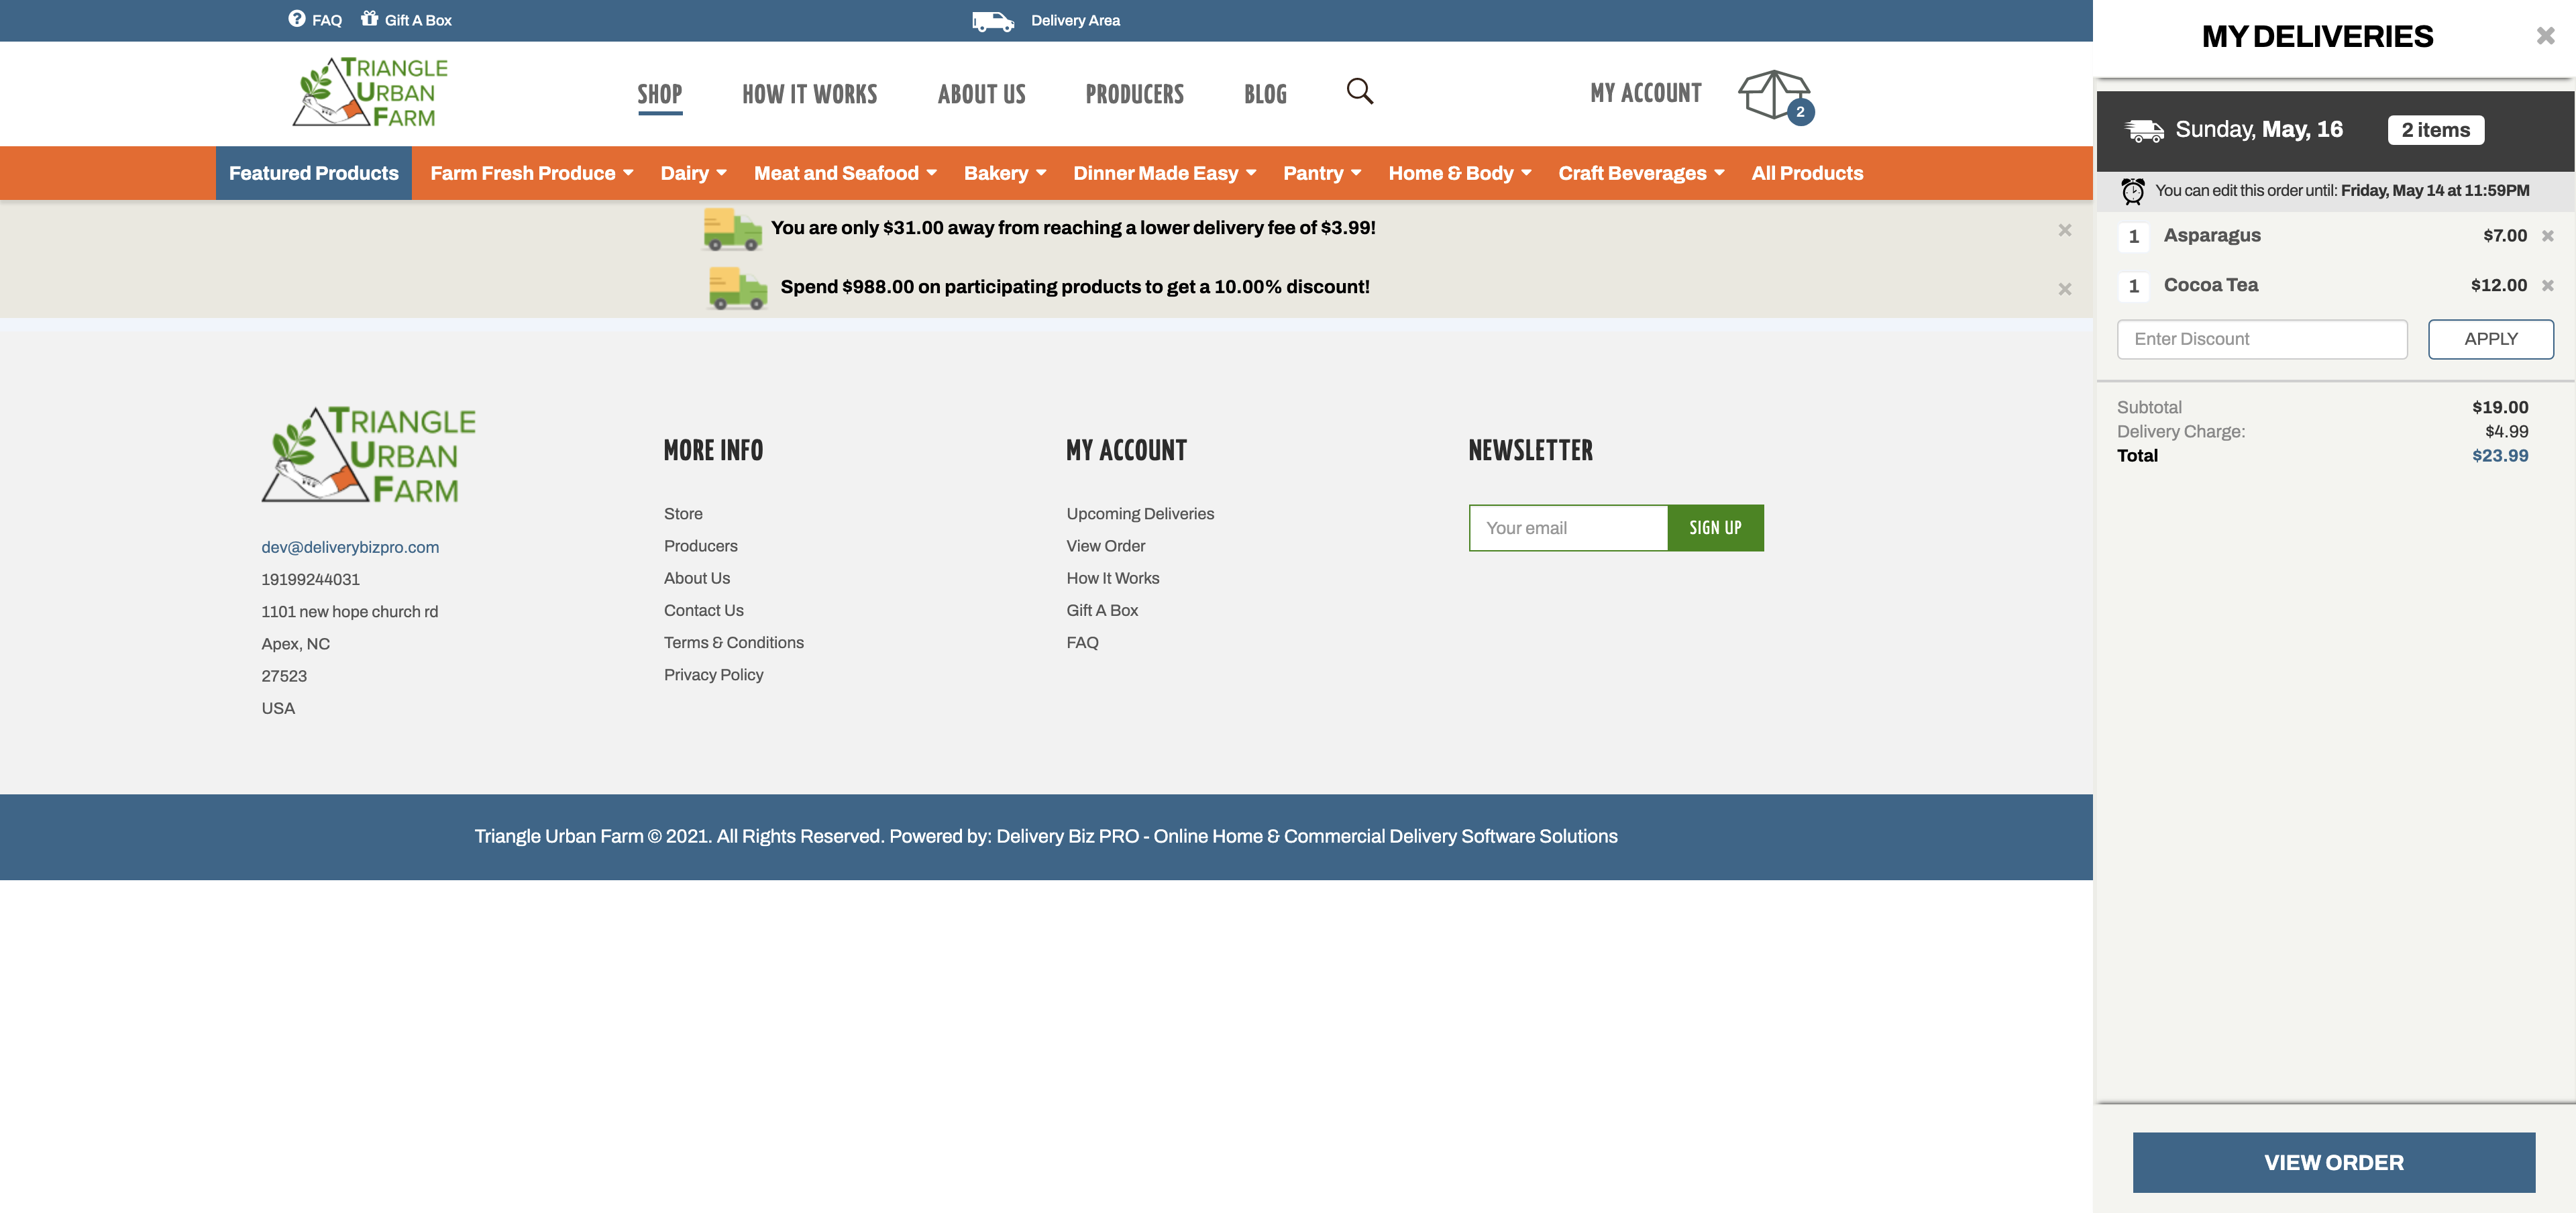 FAQ Gift A Box Delivery Area
TRIANGLE
URBAN
FARM
SHOP HOW IT WORKS ABOUT US PRODUCERS BLOG MY ACCOUNT 2
Featured Products Farm Fresh Produce Dairy Meat and Seafood Bakery Dinner Made Easy Pantry Home & Body Craft Beverages All Products
You are only $31.00 away from reaching a lower delivery fee of $3.99!
Spend $988.00 on participating products to get a 10.00% discount!
TRIANGLE
URBAN
FARM
dev@deliverybizpro.com
19199244031
1101 new hope church rd
Apex, NC
27523
USA
MORE INFO
Store
Producers
About Us
Contact Us
Terms & Conditions
Privacy Policy
MY ACCOUNT
Upcoming Deliveries
View Order
How It Works
Gift A Box
FAQ
NEWSLETTER
Your email SIGN UP
Triangle Urban Farm © 2021. All Rights Reserved. Powered by: Delivery Biz PRO - Online Home & Commercial Delivery Software Solutions
MY DELIVERIES
Sunday, May, 16 2 items
You can edit this order until: Friday, May 14 at 11:59PM
1 Asparagus $7.00
1 Cocoa Tea $12.00
Enter Discount APPLY
Subtotal $19.00
Delivery Charge: $4.99
Total $23.99
VIEW ORDER